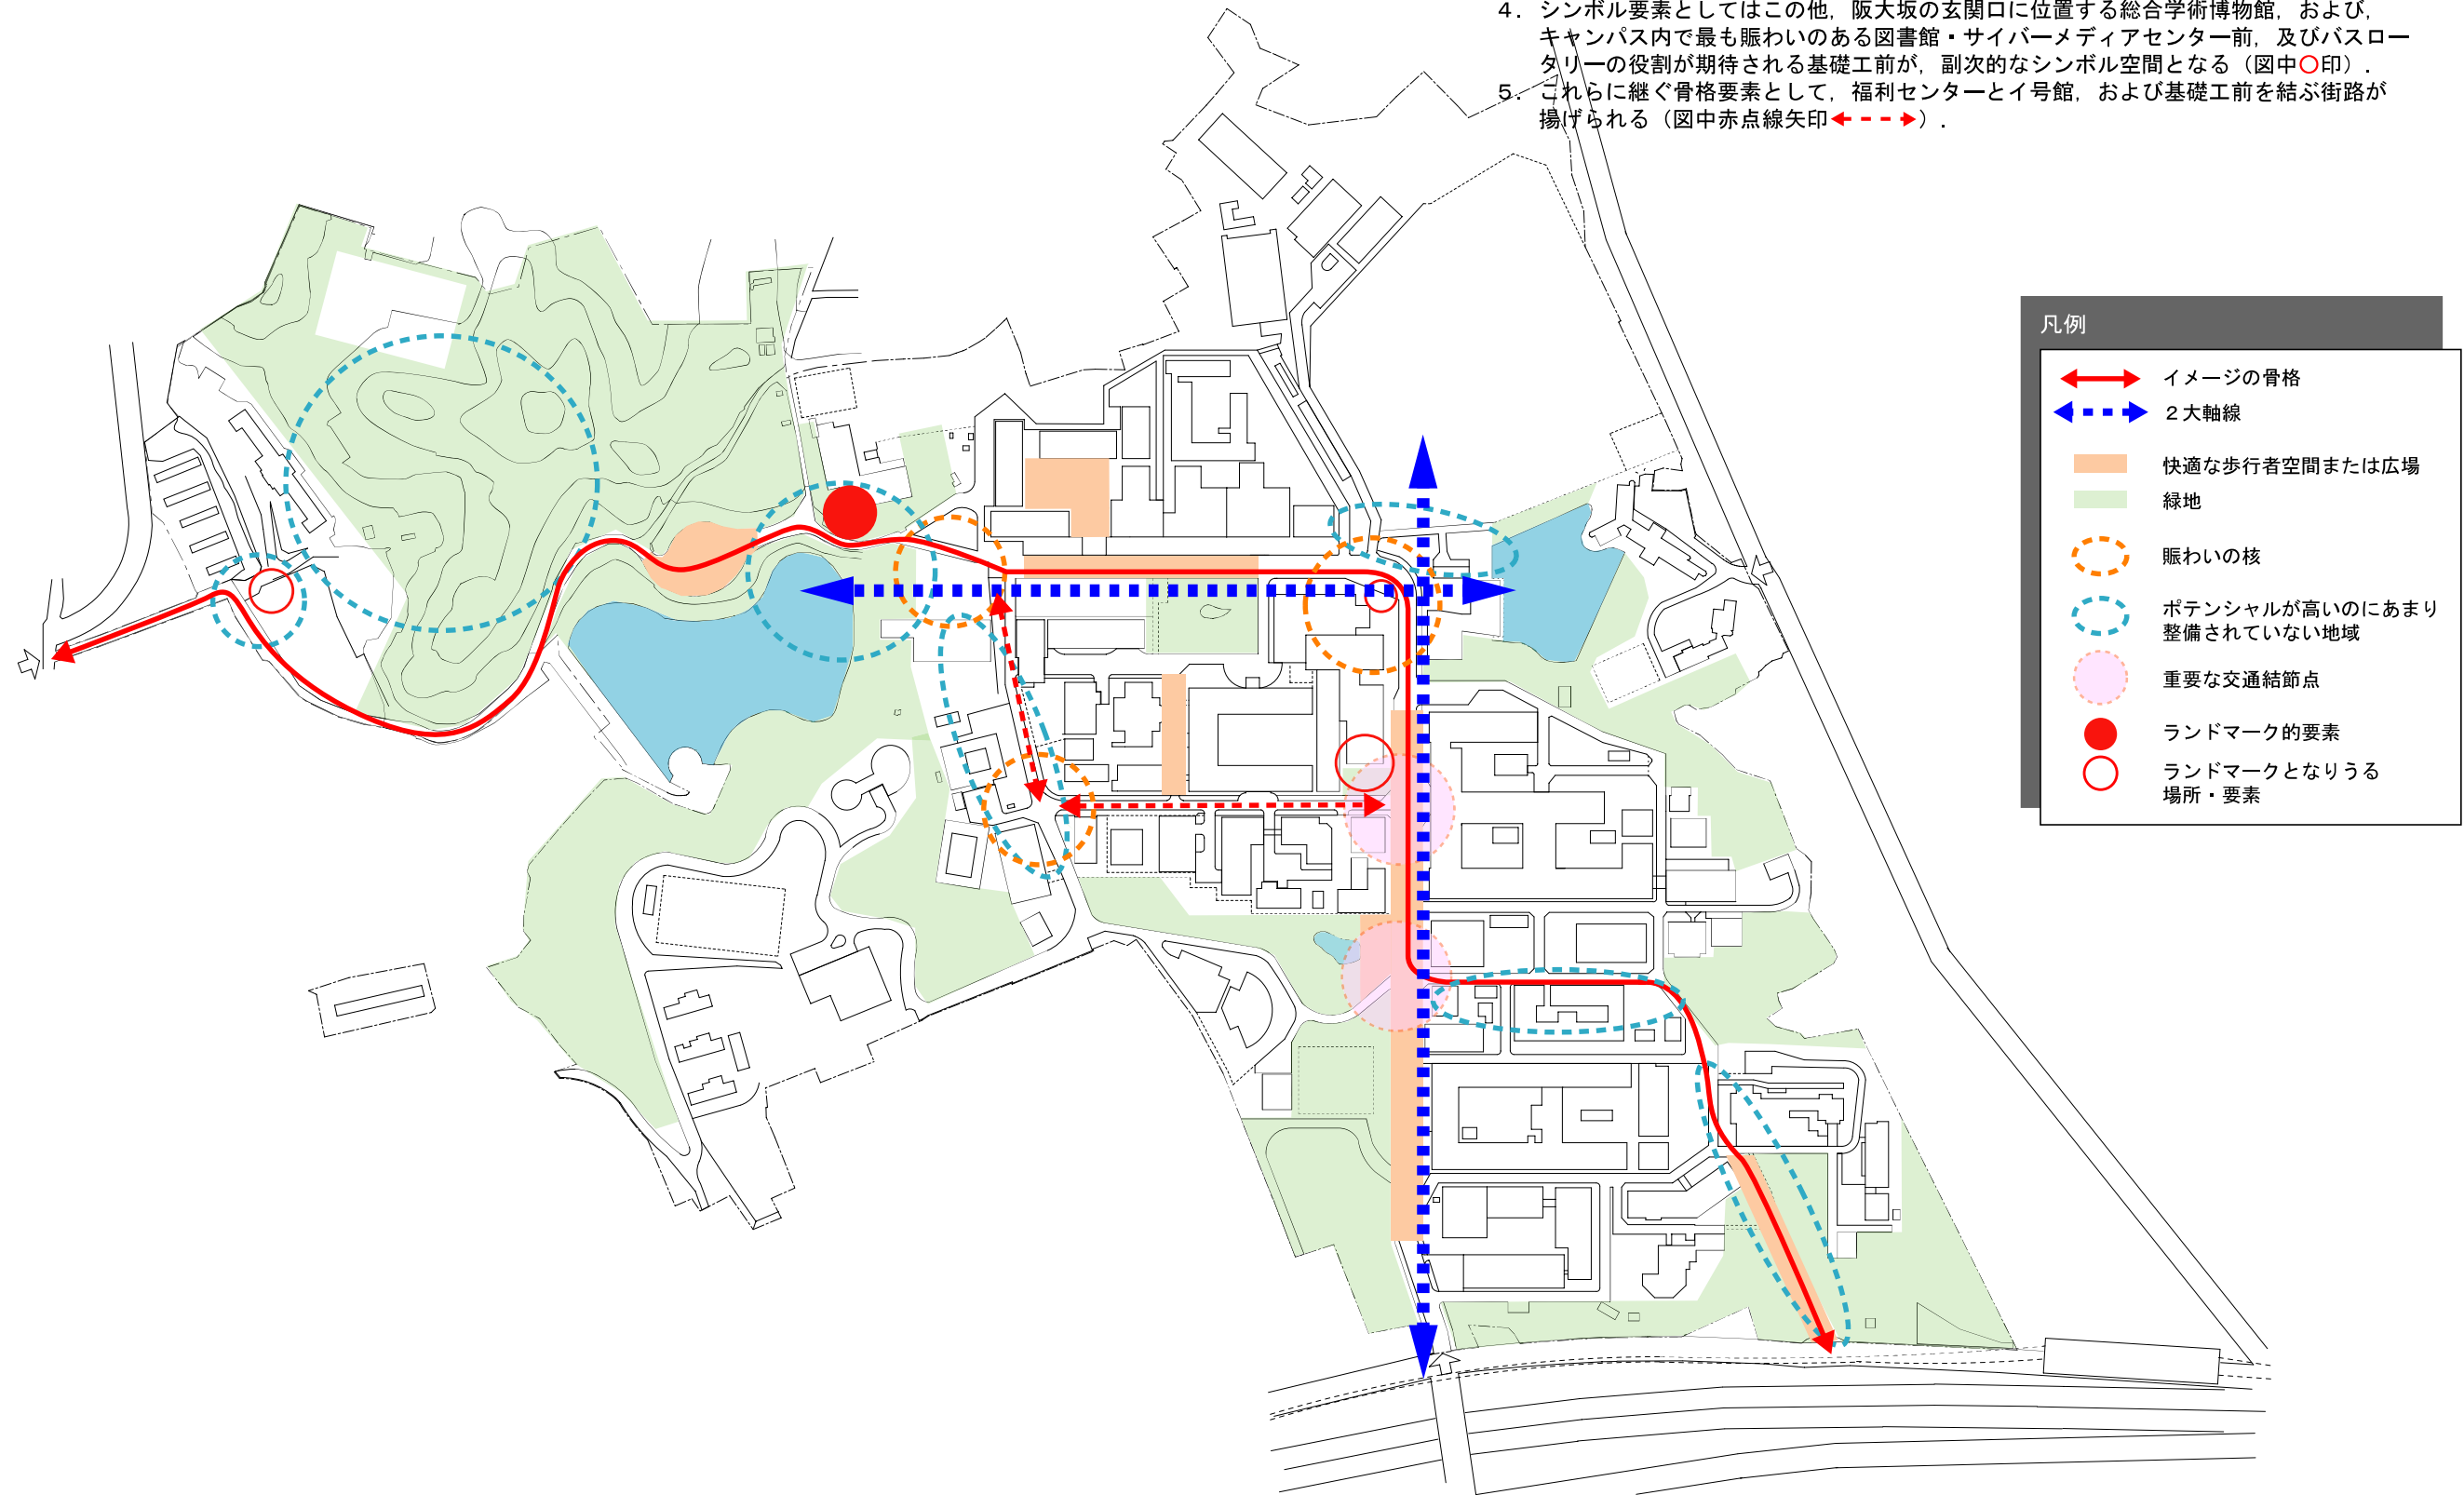 ４．シンボル要素としてはこの他，阪大坂の玄関口に位置する総合学術博物館，および，
キャンパス内で最も賑わいのある図書館・サイバーメディアセンター前，及びバスロー
タリーの役割が期待される基礎工前が，副次的なシンボル空間となる（図中〇印）．
５．これらに継ぐ骨格要素として，福利センターとイ号館，および基礎工前を結ぶ街路が
揚げられる（図中赤点線矢印）．
凡例
イメージの骨格
２大軸線
快適な歩行者空間または広場
緑地
賑わいの核
ポテンシャルが高いのにあまり
整備されていない地域
重要な交通結節点
ランドマーク的要素
ランドマークとなりうる
場所・要素